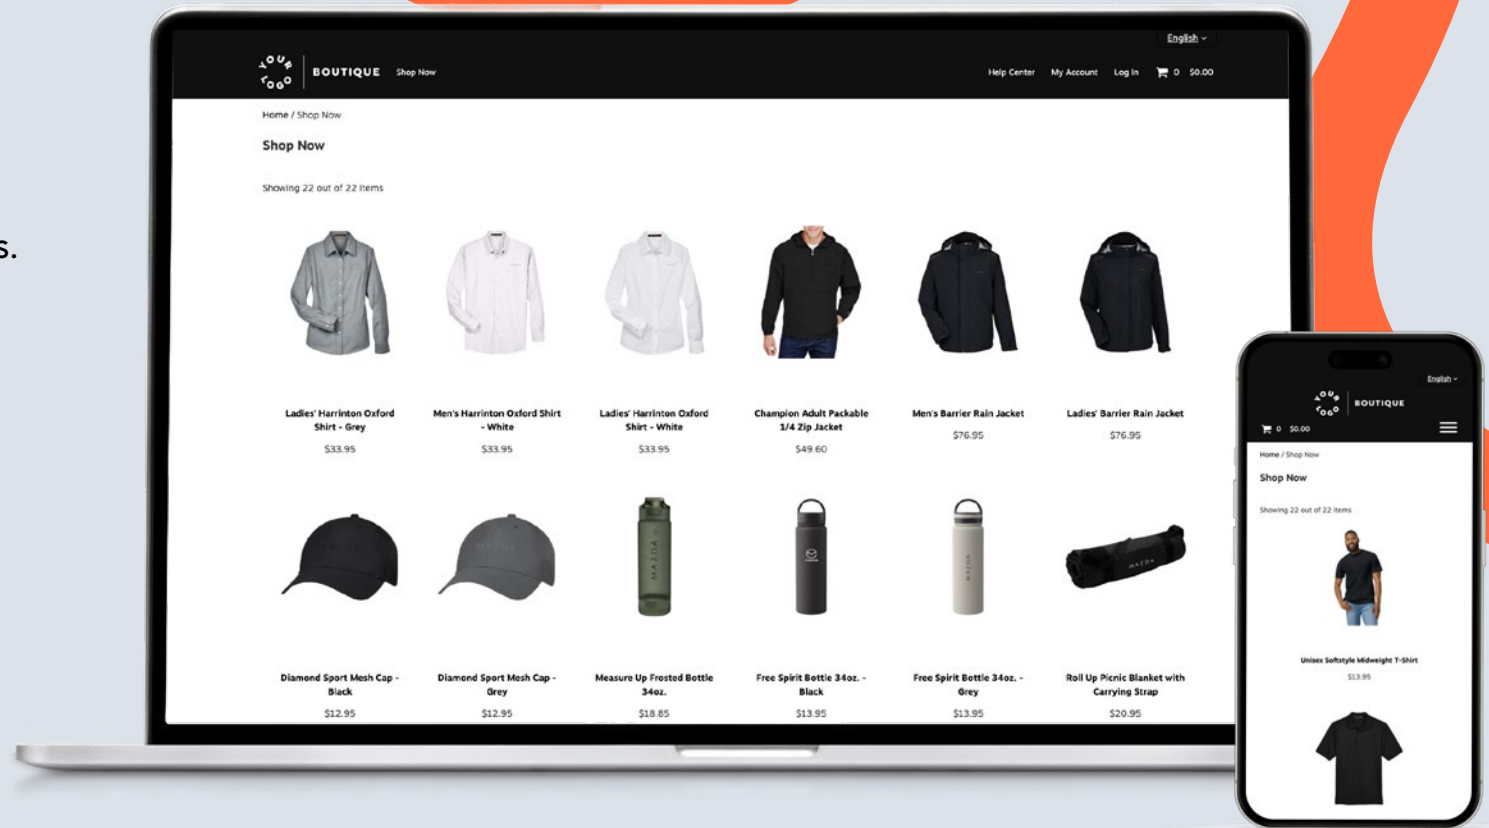 s.
English
YOUR LOGO
BOUTIQUE Shop Now
Help Center My Account Log In 0 $0.00
Home / Shop Now
Shop Now
Showing 22 out of 22 Items
Ladies' Harrinton Oxford
Shirt - Grey
$33.95
Men's Harrinton Oxford Shirt
- White
$33.95
Ladies' Harrinton Oxford
Shirt - White
$33.95
Champion Adult Packable
1/4 Zip Jacket
$49.60
Men's Barrier Rain Jacket
$76.95
Ladies' Barrier Rain Jacket
$76.95
MAZDA
MAZDA
MAZDA
MAZDA
MAZDA
Diamond Sport Mesh Cap -
Black
$12.95
Diamond Sport Mesh Cap -
Grey
$12.95
Measure Up Frosted Bottle
34oz.
$18.85
Free Spirit Bottle 34oz. -
Black
$13.95
Free Spirit Bottle 34oz. -
Grey
$13.95
Roll Up Picnic Blanket with
Carrying Strap
$20.95
English
YOUR LOGO
BOUTIQUE
0 $0.00
Home / Shop Now
Shop Now
Showing 22 out of 22 Items
Unisex Softstyle Midweight T-Shirt
$13.95